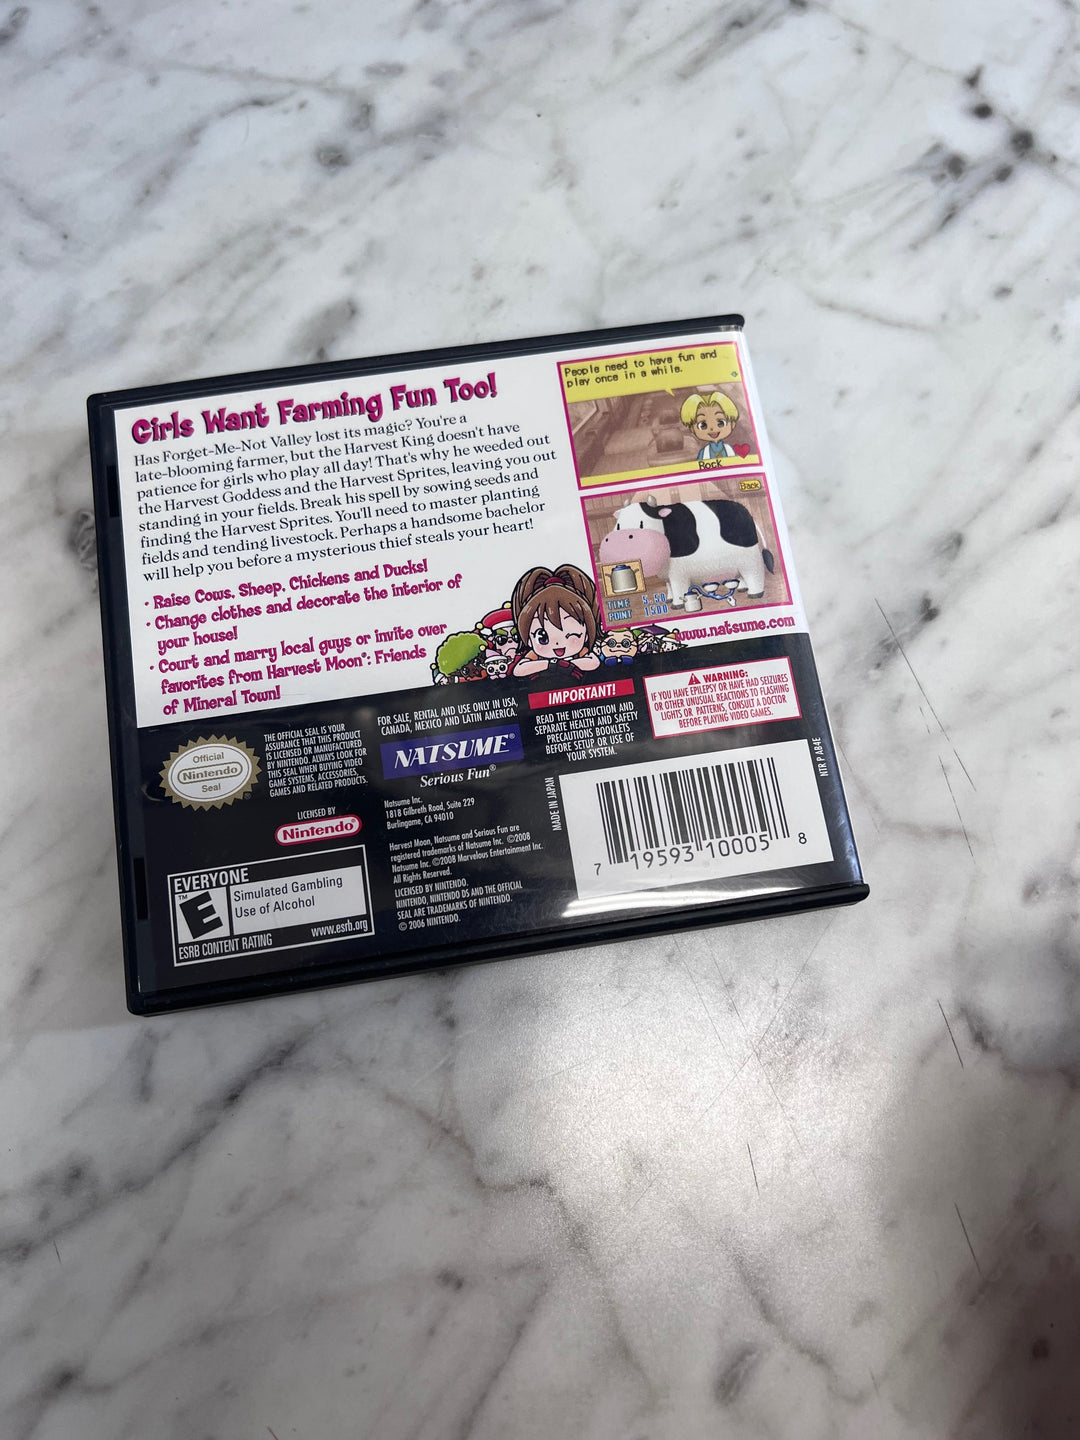 Girls Want Farming Fun Too!
Has Forget-Me-Not Valley lost its magic? You're a
late-blooming farmer, but the Harvest King doesn't have
patience for girls who play all day! That's why he weeded out
the Harvest Goddess and the Harvest Sprites, leaving you out
standing in your fields. Break his spell by sowing seeds and
finding the Harvest Sprites. You'll need to master planting
fields and tending livestock. Perhaps a handsome bachelor
will help you before a mysterious thief steals your heart!
• Raise Cows, Sheep, Chickens and Ducks!
• Change clothes and decorate the interior of
your house!
• Court and marry local guys or invite over
favorites from Harvest Moon®: Friends
of Mineral Town!
People need to have fun and
play once in a while.
Rock
Back
TIME 5.50
POINT 1500
www.natsume.com
Official
Nintendo
Seal
THE OFFICIAL SEAL IS YOUR
ASSURANCE THAT THIS PRODUCT
IS LICENSED OR MANUFACTURED
BY NINTENDO. ALWAYS LOOK FOR
THIS SEAL WHEN BUYING VIDEO
GAME SYSTEMS, ACCESSORIES,
GAMES AND RELATED PRODUCTS.
LICENSED BY
Nintendo®
EVERYONE
E
™
Simulated Gambling
Use of Alcohol
ESRB CONTENT RATING
www.esrb.org
FOR SALE, RENTAL AND USE ONLY IN USA,
CANADA, MEXICO AND LATIN AMERICA.
NATSUME®
Serious Fun®
Natsume Inc.
1818 Gilbreth Road, Suite 229
Burlingame, CA 94010
Harvest Moon, Natsume and Serious Fun are
registered trademarks of Natsume Inc. ©2008
Natsume Inc. ©2008 Marvelous Entertainment Inc.
All Rights Reserved.
LICENSED BY NINTENDO.
NINTENDO, NINTENDO DS AND THE OFFICIAL
SEAL ARE TRADEMARKS OF NINTENDO.
© 2006 NINTENDO.
IMPORTANT!
READ THE INSTRUCTION AND
SEPARATE HEALTH AND SAFETY
PRECAUTIONS BOOKLETS
BEFORE SETUP OR USE OF
YOUR SYSTEM.
WARNING:
IF YOU HAVE EPILEPSY OR HAVE HAD SEIZURES
OR OTHER UNUSUAL REACTIONS TO FLASHING
LIGHTS OR PATTERNS, CONSULT A DOCTOR
BEFORE PLAYING VIDEO GAMES.
MADE IN JAPAN
7 19593 10005 8
NTR P AB4E